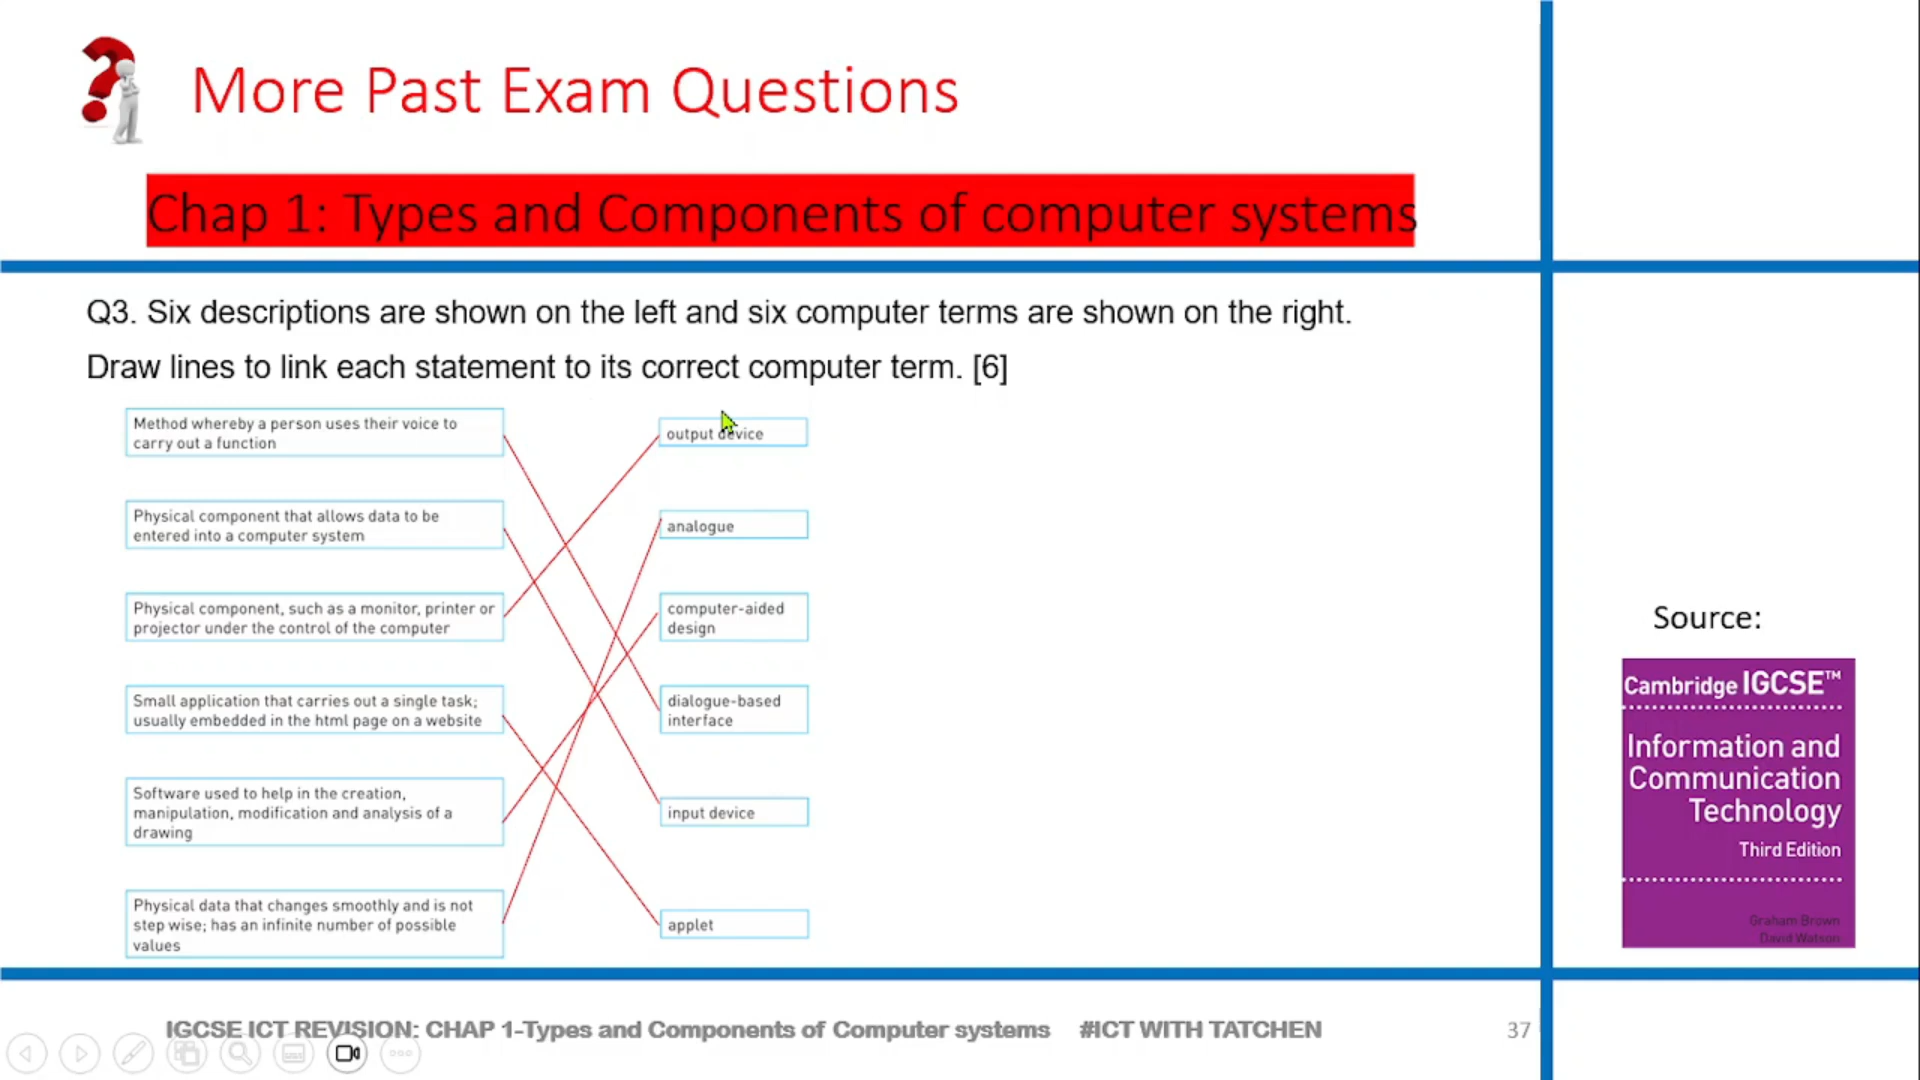 More Past Exam Questions
Chap 1: Types and Components of computer systems
Q3. Six descriptions are shown on the left and six computer terms are shown on the right.
Draw lines to link each statement to its correct computer term. [6]
Method whereby a person uses their voice to
carry out a function
Physical component that allows data to be
entered into a computer system
Physical component, such as a monitor, printer or
projector under the control of the computer
Small application that carries out a single task;
usually embedded in the html page on a website
Software used to help in the creation,
manipulation, modification and analysis of a
drawing
Physical data that changes smoothly and is not
step wise; has an infinite number of possible
values
output device
analogue
computer-aided
design
dialogue-based
interface
input device
applet
Source:
Cambridge IGCSE™
Information and
Communication
Technology
Third Edition
Graham Brown
David Watson
IGCSE ICT REVISION: CHAP 1-Types and Components of Computer systems #ICT WITH TATCHEN
37